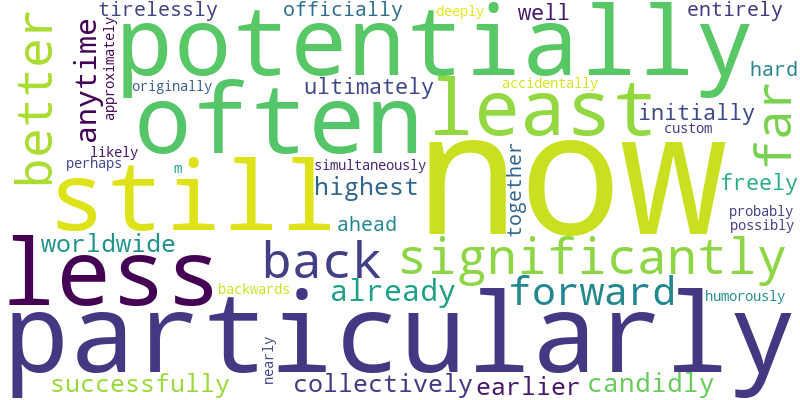 tirelessly
officially
deeply
well
entirely
potentially
better
anytime
approximately
originally
ultimately
accidentally
hard
often
least
initially
custom
far
likely
perhaps
m
simultaneously
now
still
highest
together
freely
ahead
probably
possibly
worldwide
less
back
significantly
backwards
already
forward
humorously
particularly
nearly
successfully
collectively
earlier
candidly